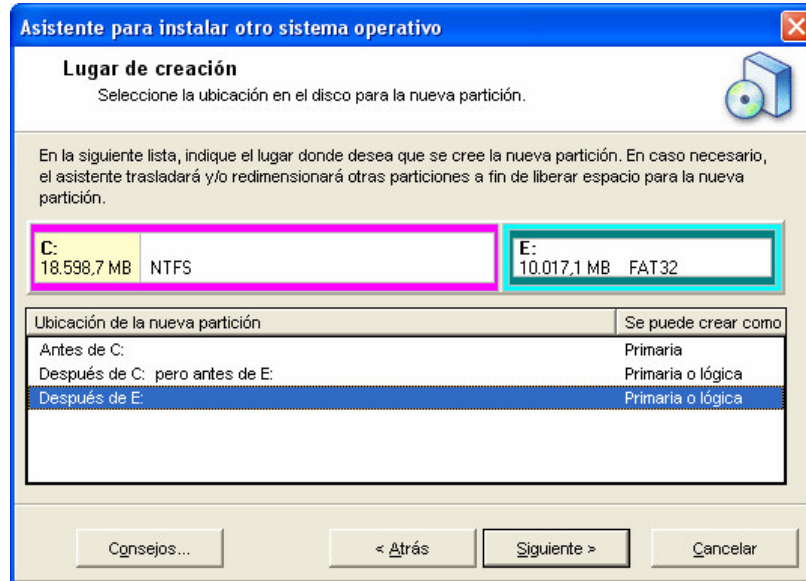 Asistente para instalar otro sistema operativo
Lugar de creación
Seleccione la ubicación en el disco para la nueva partición.
En la siguiente lista, indique el lugar donde desea que se cree la nueva partición. En caso necesario,
el asistente trasladará y/o redimensionará otras particiones a fin de liberar espacio para la nueva
partición.
C:
18.598,7 MB NTFS
E:
10.017,1 MB FAT32
Ubicación de la nueva partición Se puede crear como
Antes de C: Primaria
Después de C: pero antes de E: Primaria o lógica
Después de E: Primaria o lógica
Consejos... < Atrás Siguiente > Cancelar